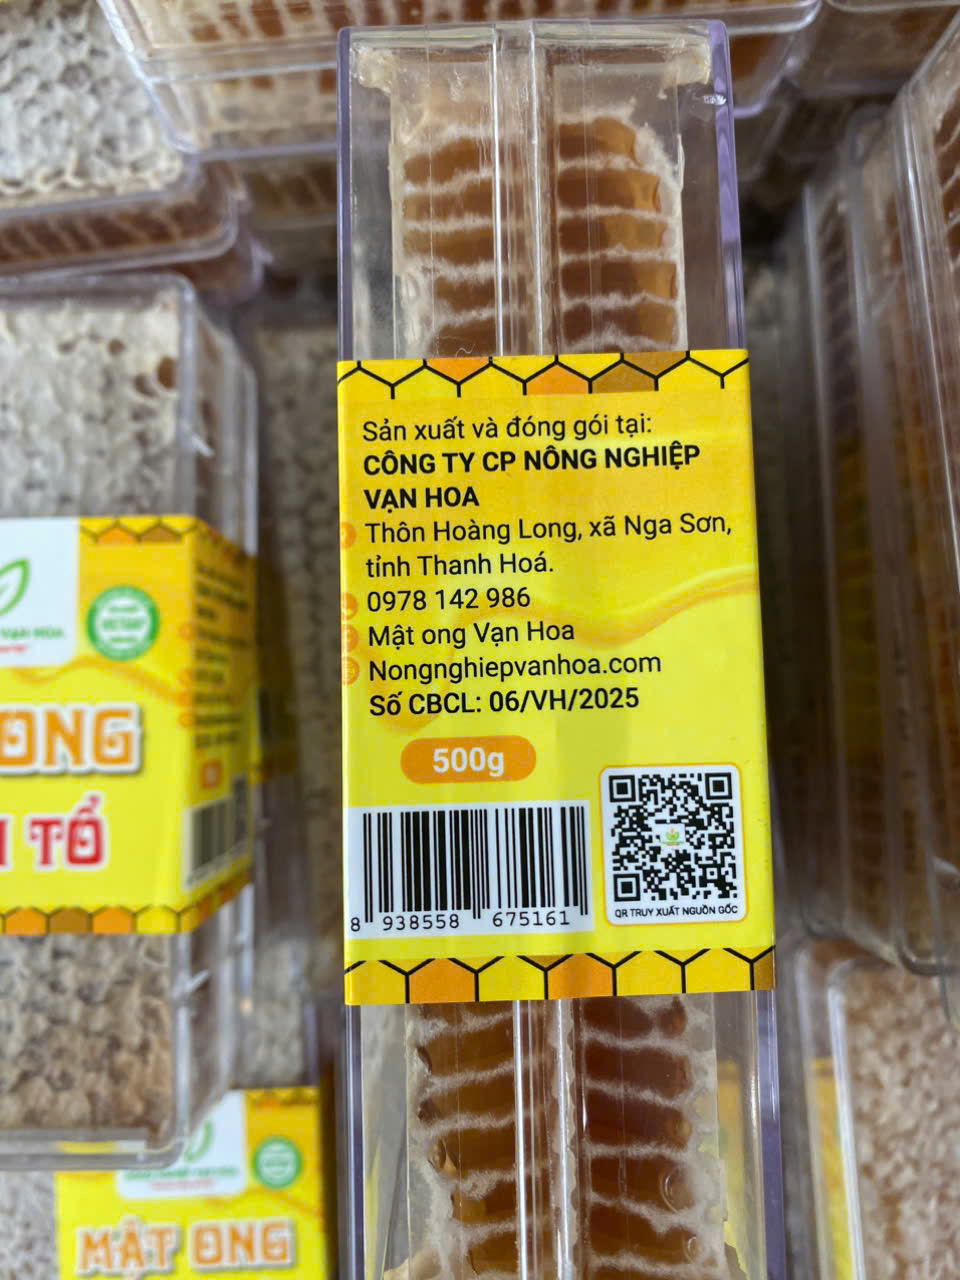 Sản xuất và đóng gói tại:
CÔNG TY CP NÔNG NGHIỆP
VẠN HOA
Thôn Hoàng Long, xã Nga Sơn,
tỉnh Thanh Hoá.
0978 142 986
Mật ong Vạn Hoa
Nongnghiepvanhoa.com
Số CBCL: 06/VH/2025
500g
8 938558 675161
QR TRUY XUẤT NGUỒN GỐC
VẠN HOA
ONG
TỔ
MẬT ONG